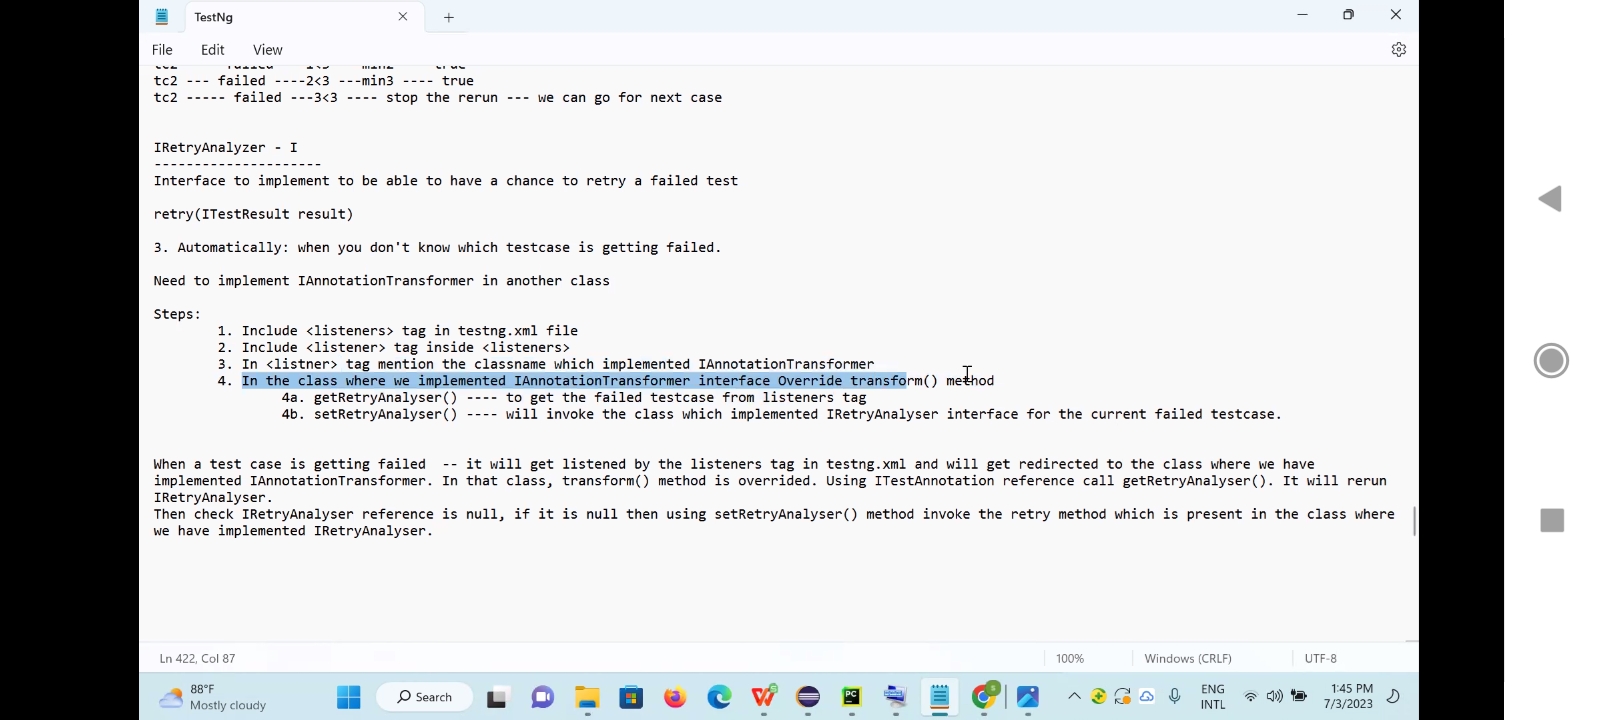 TestNg
File Edit View
tc2 --- failed ----2<3 ---min3 ---- true
tc2 ----- failed ---3<3 ---- stop the rerun --- we can go for next case
IRetryAnalyzer - I
---------------------
Interface to implement to be able to have a chance to retry a failed test
retry(ITestResult result)
3. Automatically: when you don't know which testcase is getting failed.
Need to implement IAnnotationTransformer in another class
Steps:
1. Include <listeners> tag in testng.xml file
2. Include <listener> tag inside <listeners>
3. In <listner> tag mention the classname which implemented IAnnotationTransformer
4. In the class where we implemented IAnnotationTransformer interface Override transform() method
4a. getRetryAnalyser() ---- to get the failed testcase from listeners tag
4b. setRetryAnalyser() ---- will invoke the class which implemented IRetryAnalyser interface for the current failed testcase.
When a test case is getting failed  -- it will get listened by the listeners tag in testng.xml and will get redirected to the class where we have
implemented IAnnotationTransformer. In that class, transform() method is overrided. Using ITestAnnotation reference call getRetryAnalyser(). It will rerun
IRetryAnalyser.
Then check IRetryAnalyser reference is null, if it is null then using setRetryAnalyser() method invoke the retry method which is present in the class where
we have implemented IRetryAnalyser.
Ln 422, Col 87 100% Windows (CRLF) UTF-8
88°F
Mostly cloudy
Search
ENG
INTL
1:45 PM
7/3/2023